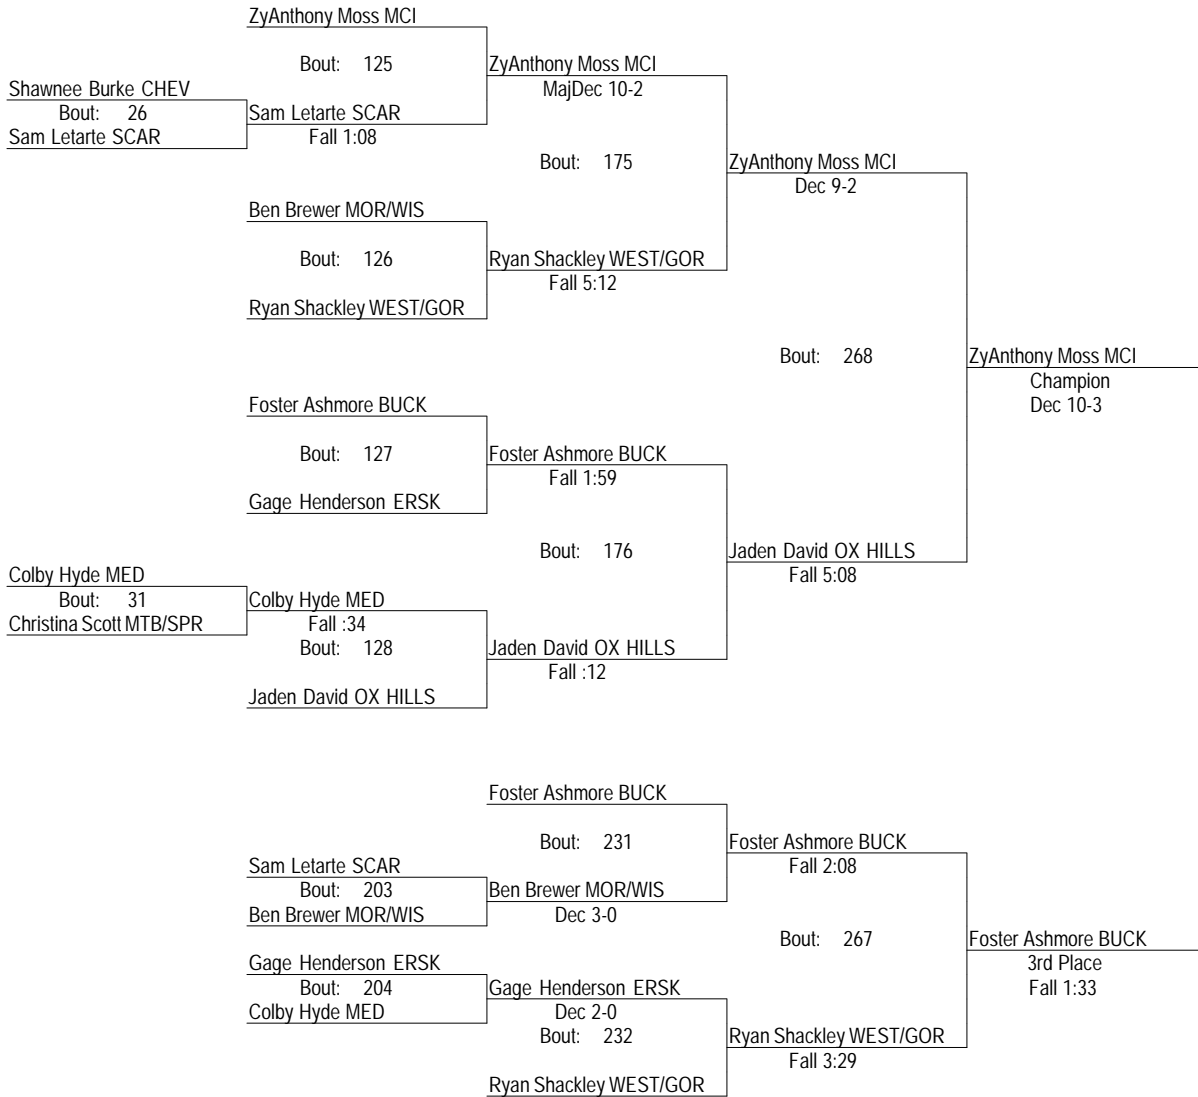 ZyAnthony Moss MCI
Bout: 125
ZyAnthony Moss MCI
MajDec 10-2
Shawnee Burke CHEV
Bout: 26
Sam Letarte SCAR
Sam Letarte SCAR
Fall 1:08
Bout: 175
ZyAnthony Moss MCI
Dec 9-2
Ben Brewer MOR/WIS
Bout: 126
Ryan Shackley WEST/GOR
Fall 5:12
Ryan Shackley WEST/GOR
Bout: 268
ZyAnthony Moss MCI
Champion
Dec 10-3
Foster Ashmore BUCK
Bout: 127
Foster Ashmore BUCK
Fall 1:59
Gage Henderson ERSK
Bout: 176
Jaden David OX HILLS
Fall 5:08
Colby Hyde MED
Bout: 31
Christina Scott MTB/SPR
Colby Hyde MED
Fall :34
Bout: 128
Jaden David OX HILLS
Fall :12
Jaden David OX HILLS
Foster Ashmore BUCK
Bout: 231
Foster Ashmore BUCK
Fall 2:08
Sam Letarte SCAR
Bout: 203
Ben Brewer MOR/WIS
Ben Brewer MOR/WIS
Dec 3-0
Bout: 267
Foster Ashmore BUCK
3rd Place
Fall 1:33
Gage Henderson ERSK
Bout: 204
Colby Hyde MED
Gage Henderson ERSK
Dec 2-0
Bout: 232
Ryan Shackley WEST/GOR
Fall 3:29
Ryan Shackley WEST/GOR